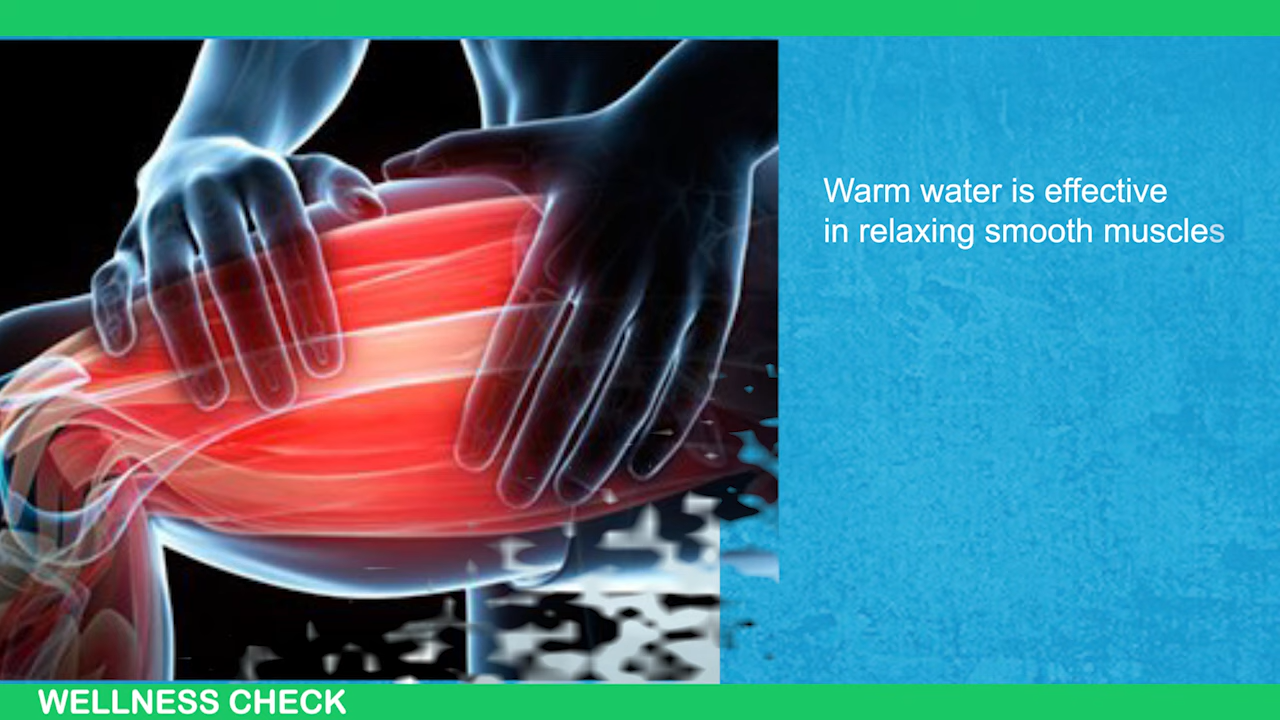 Warm water is effective
in relaxing smooth muscles
WELLNESS CHECK